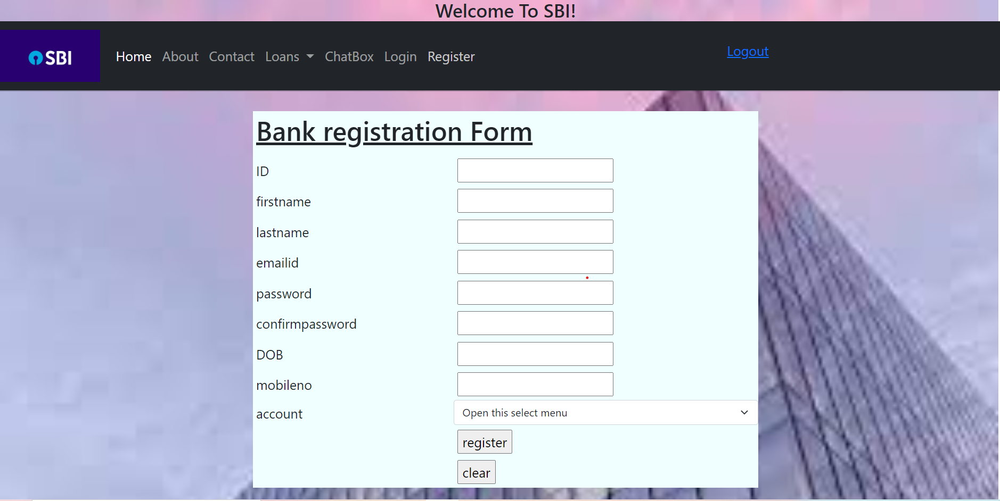 Welcome To SBI!
SBI
Home About Contact Loans ChatBox Login Register Logout
Bank registration Form
ID
firstname
lastname
emailid
password
confirmpassword
DOB
mobileno
account Open this select menu
register
clear